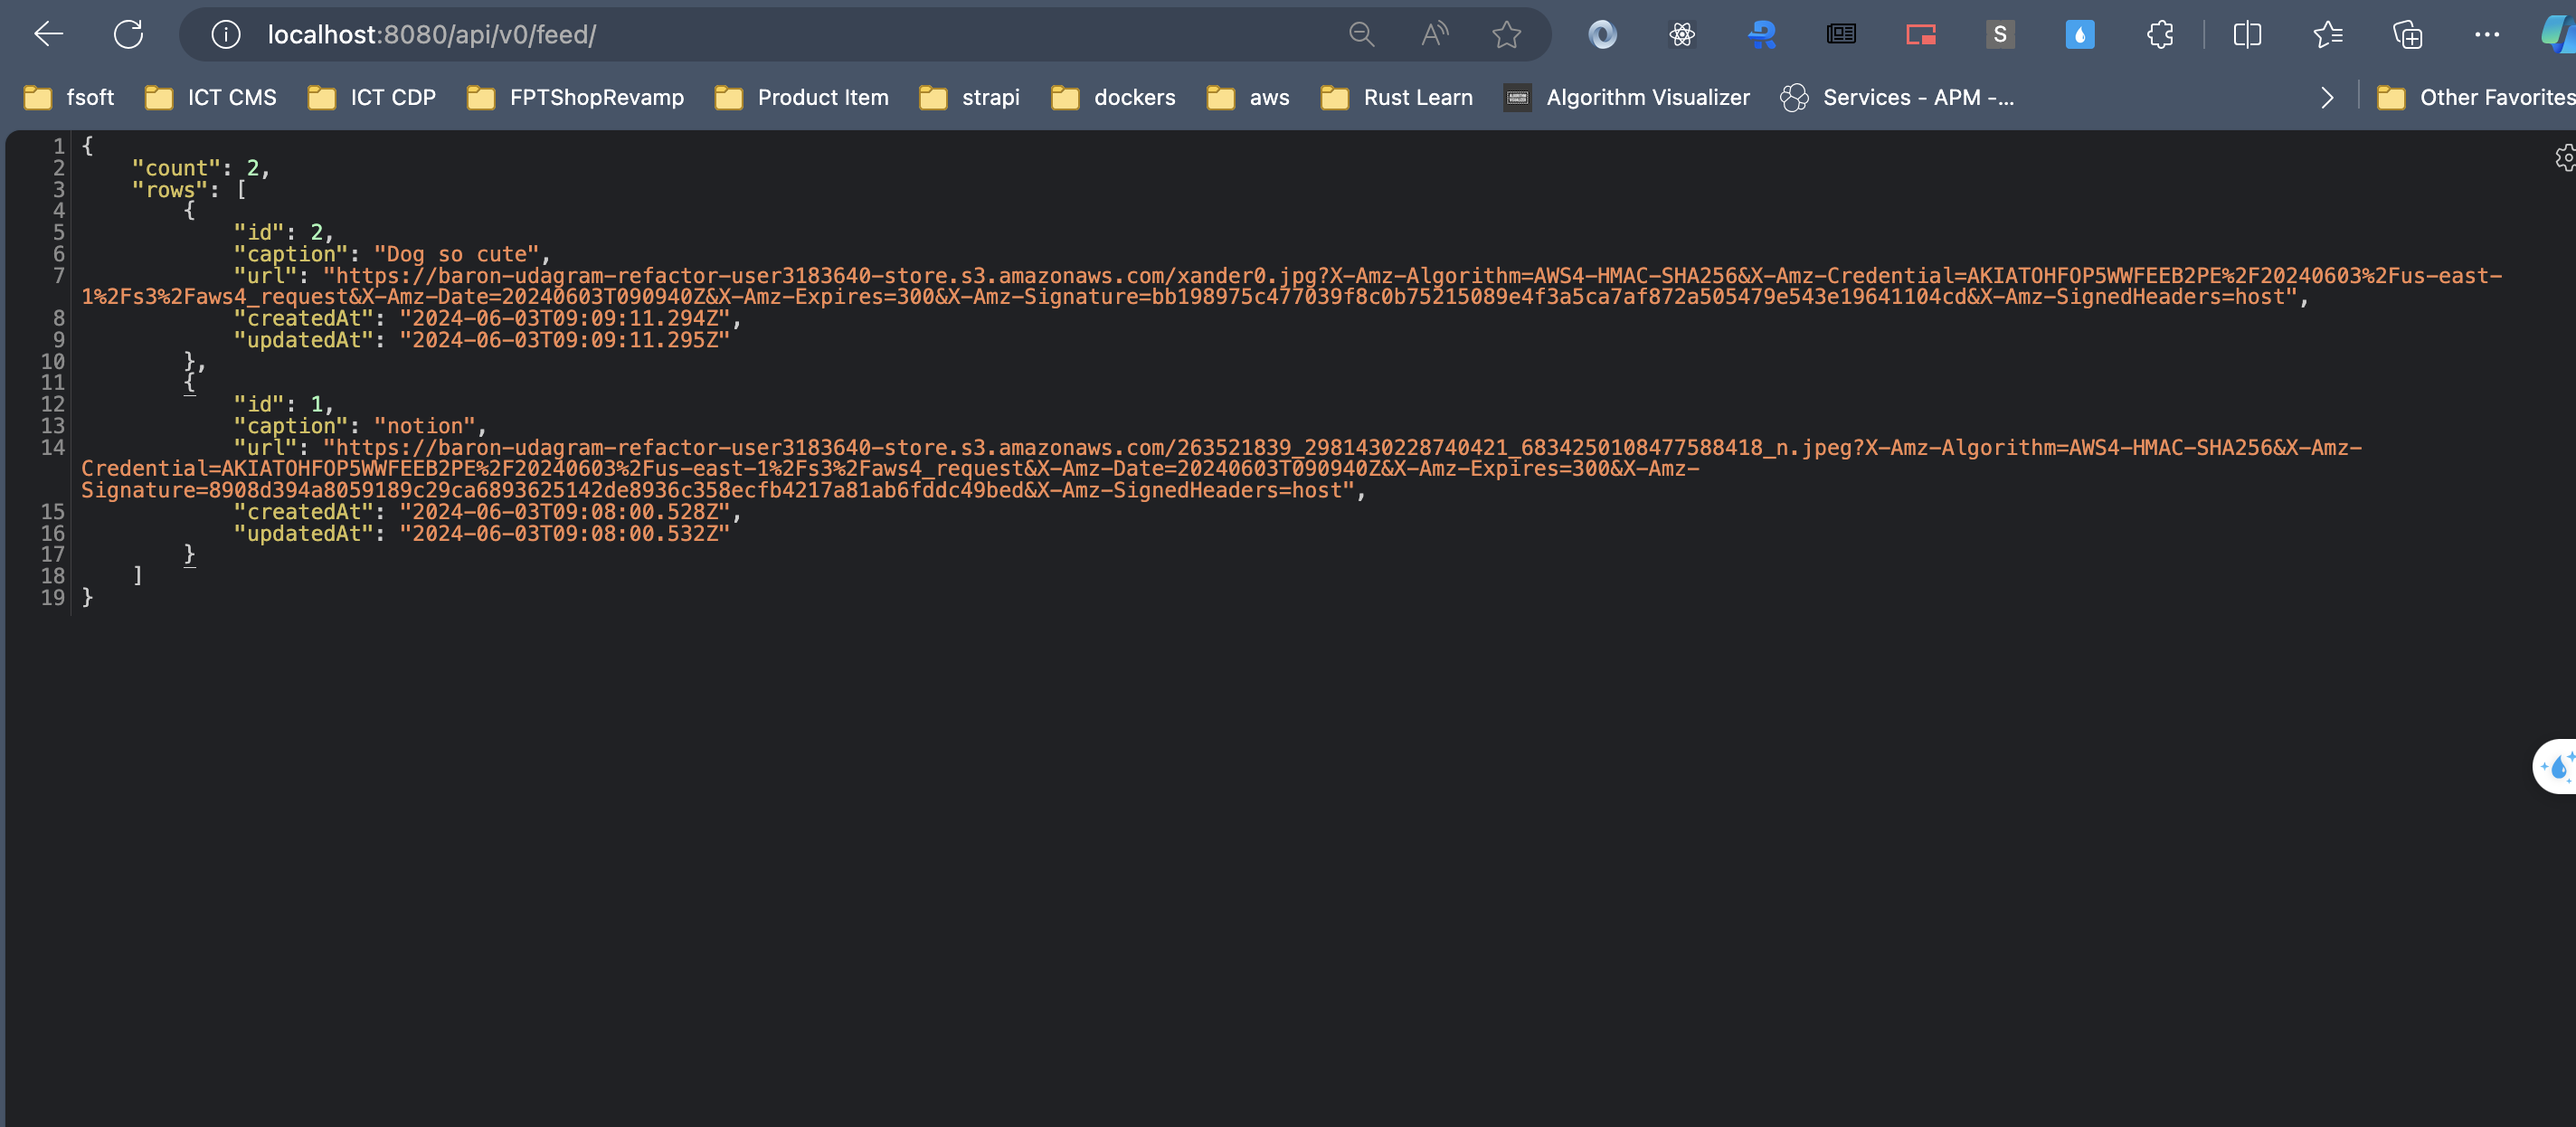 localhost:8080/api/v0/feed/
S
fsoft ICT CMS ICT CDP FPTShopRevamp Product Item strapi dockers aws Rust Learn Algorithm Visualizer Services - APM -... Other Favorites
1 {
2 "count": 2,
3 "rows": [
4 {
5 "id": 2,
6 "caption": "Dog so cute",
7 "url": "https://baron-udagram-refactor-user3183640-store.s3.amazonaws.com/xander0.jpg?X-Amz-Algorithm=AWS4-HMAC-SHA256&X-Amz-Credential=AKIATOHFOP5WWFEEB2PE%2F20240603%2Fus-east-
1%2Fs3%2Faws4_request&X-Amz-Date=20240603T090940Z&X-Amz-Expires=300&X-Amz-Signature=bb198975c477039f8c0b75215089e4f3a5ca7af872a505479e543e19641104cd&X-Amz-SignedHeaders=host",
8 "createdAt": "2024-06-03T09:09:11.294Z",
9 "updatedAt": "2024-06-03T09:09:11.295Z"
10 },
11 {
12 "id": 1,
13 "caption": "notion",
14 "url": "https://baron-udagram-refactor-user3183640-store.s3.amazonaws.com/263521839_2981430228740421_6834250108477588418_n.jpeg?X-Amz-Algorithm=AWS4-HMAC-SHA256&X-Amz-
Credential=AKIATOHFOP5WWFEEB2PE%2F20240603%2Fus-east-1%2Fs3%2Faws4_request&X-Amz-Date=20240603T090940Z&X-Amz-Expires=300&X-Amz-
Signature=8908d394a8059189c29ca6893625142de8936c358ecfb4217a81ab6fddc49bed&X-Amz-SignedHeaders=host",
15 "createdAt": "2024-06-03T09:08:00.528Z",
16 "updatedAt": "2024-06-03T09:08:00.532Z"
17 }
18 ]
19 }